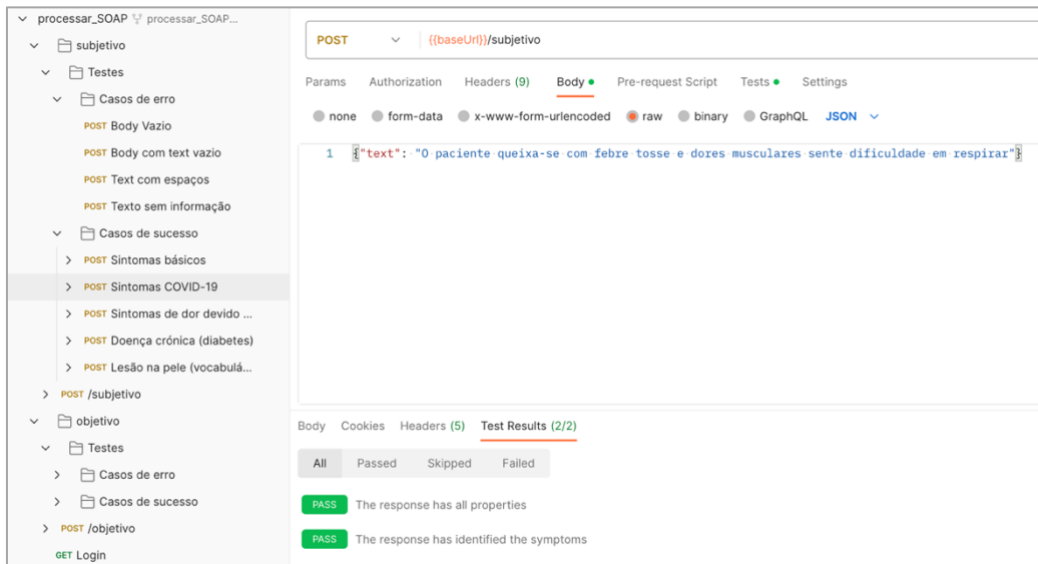 processar_SOAP processar_SOAP...
subjetivo
Testes
Casos de erro
POST Body Vazio
POST Body com text vazio
POST Text com espaços
POST Texto sem informação
Casos de sucesso
POST Sintomas básicos
POST Sintomas COVID-19
POST Sintomas de dor devido ...
POST Doença crónica (diabetes)
POST Lesão na pele (vocabulá...
POST /subjetivo
objetivo
Testes
Casos de erro
Casos de sucesso
POST /objetivo
GET Login
POST {{baseUrl}}/subjetivo
Params Authorization Headers (9) Body Pre-request Script Tests Settings
none form-data x-www-form-urlencoded raw binary GraphQL JSON
1 {"text": "O paciente queixa-se com febre tosse e dores musculares sente dificuldade em respirar"}
Body Cookies Headers (5) Test Results (2/2)
All Passed Skipped Failed
PASS The response has all properties
PASS The response has identified the symptoms